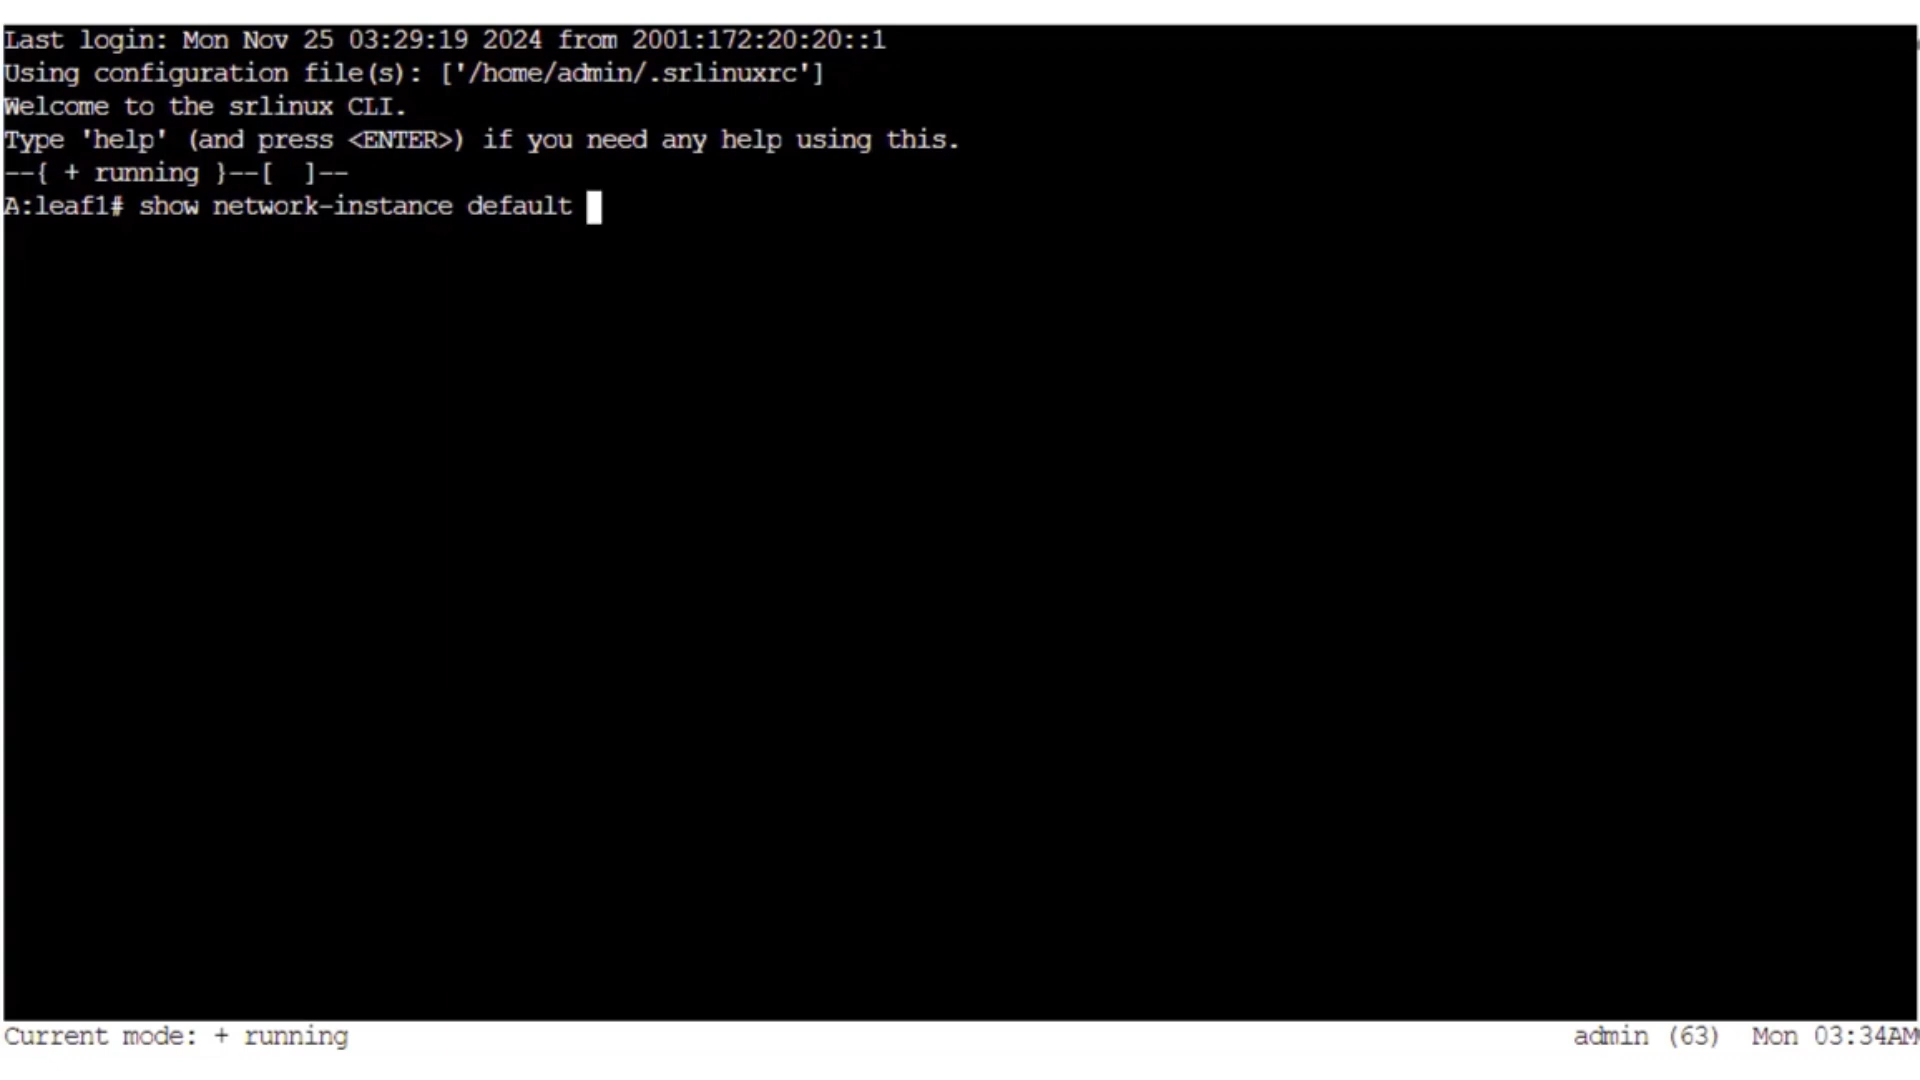 Last login: Mon Nov 25 03:29:19 2024 from 2001:172:20:20::1
Using configuration file(s): ['/home/admin/.srlinuxrc']
Welcome to the srlinux CLI.
Type 'help' (and press <ENTER>) if you need any help using this.
--{ + running }--[  ]--
A:leaf1# show network-instance default
Current mode: + running admin (63) Mon 03:34AM